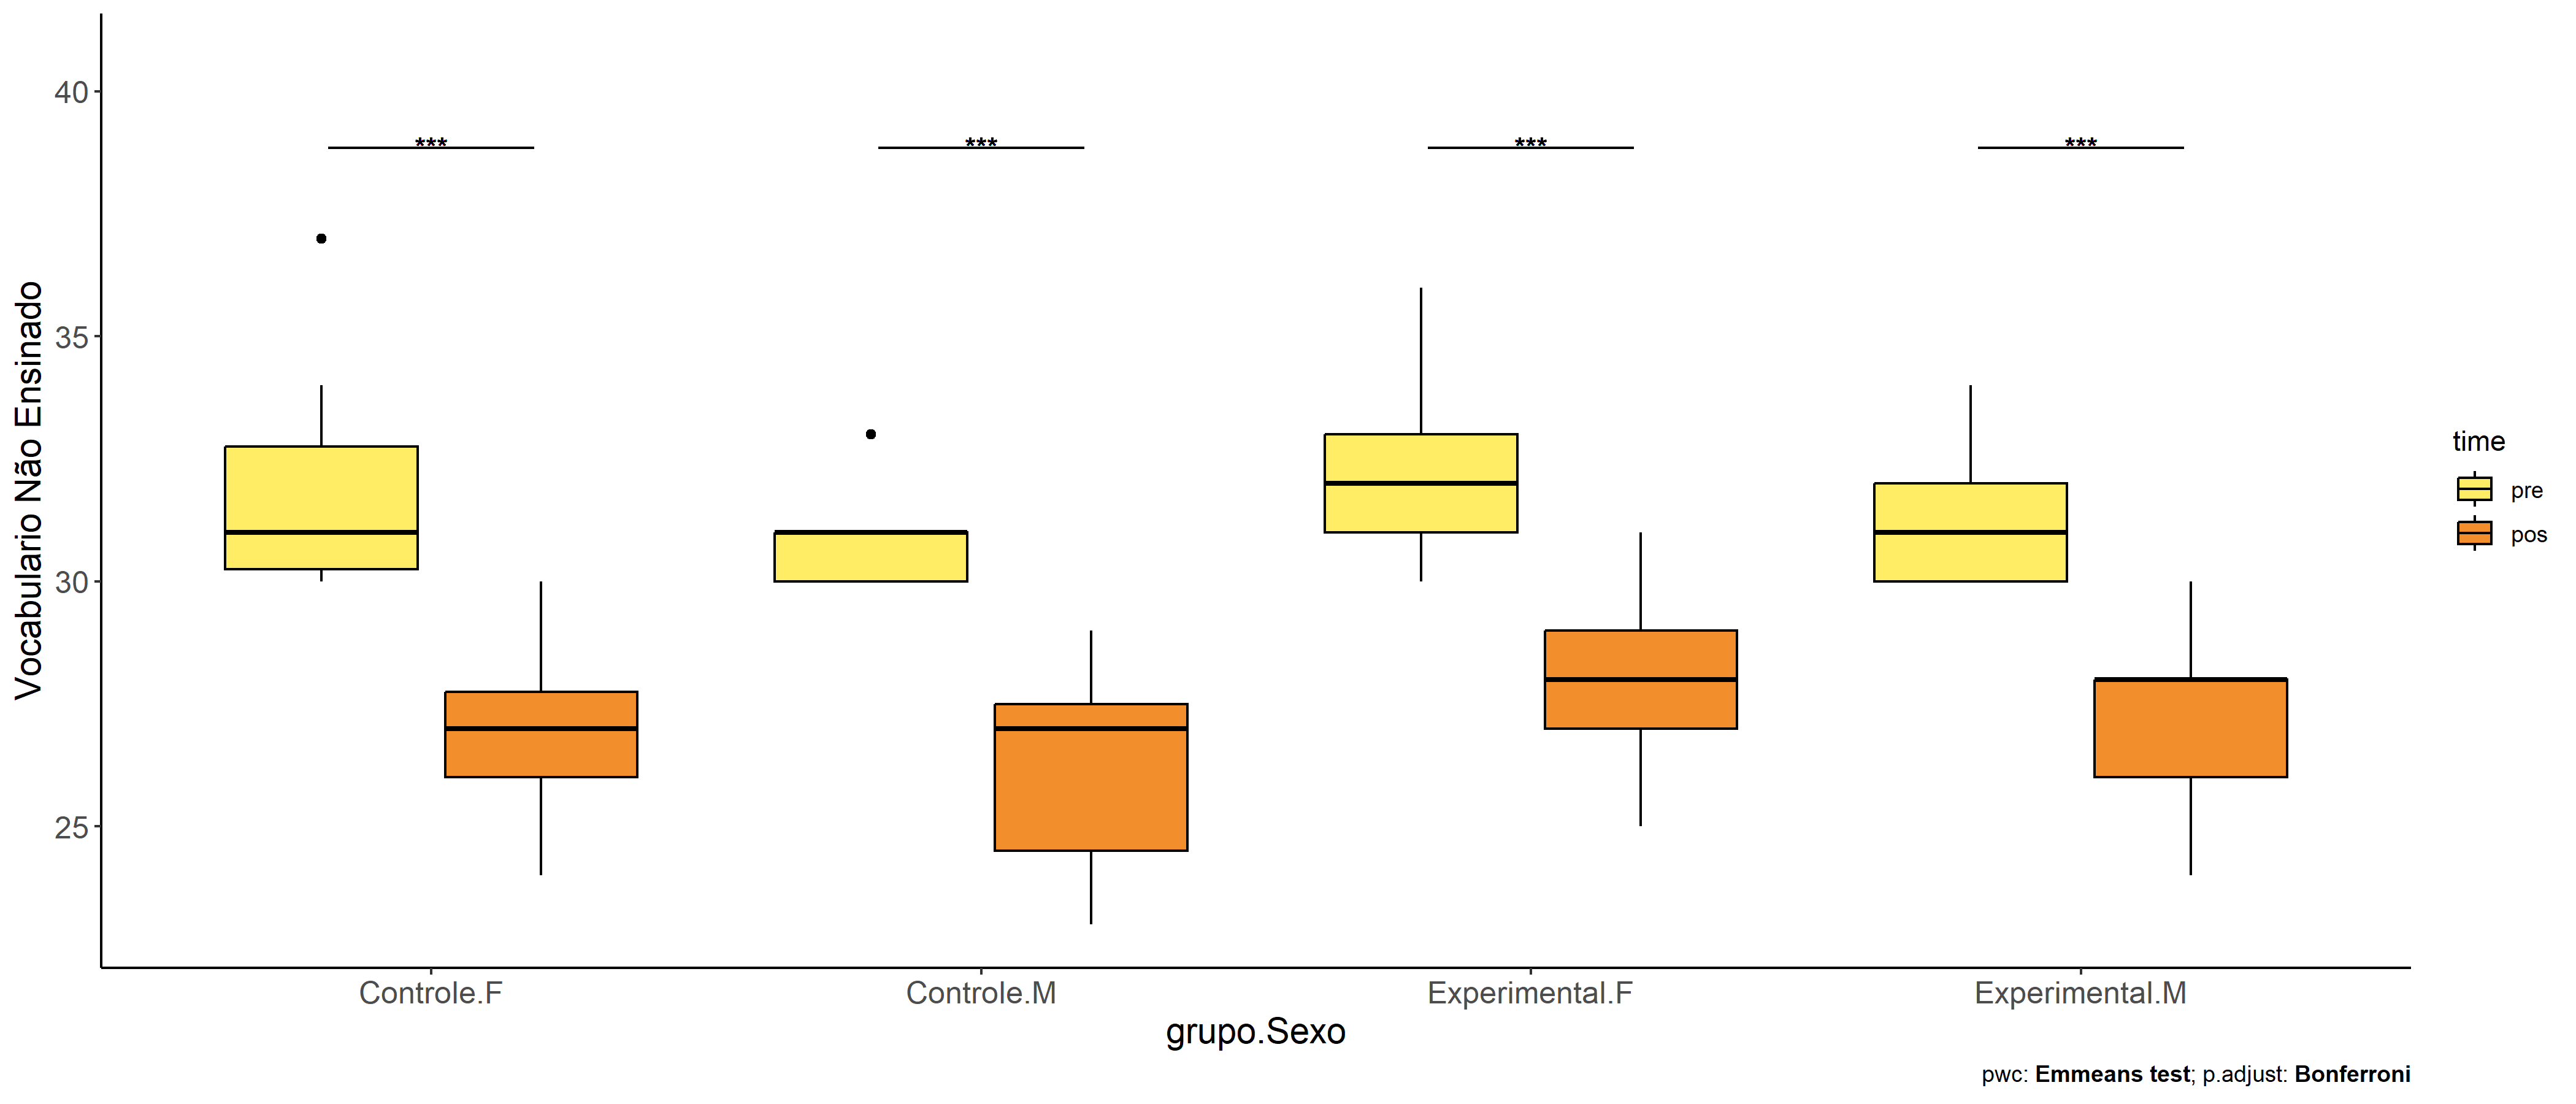 40
35
30
25
Vocabulario Não Ensinado
***
***
***
***
Controle.F
Controle.M
Experimental.F
Experimental.M
grupo.Sexo
time
pre
pos
pwc: Emmeans test; p.adjust: Bonferroni